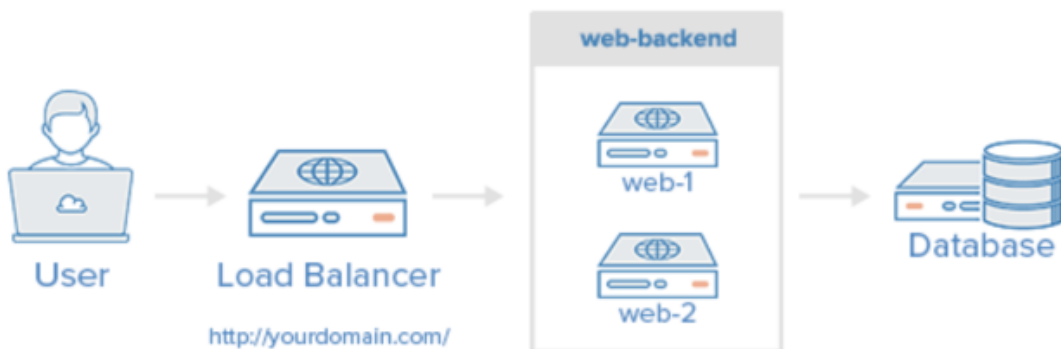 web-backend
web-1
web-2
User
Load Balancer
http://yourdomain.com/
Database